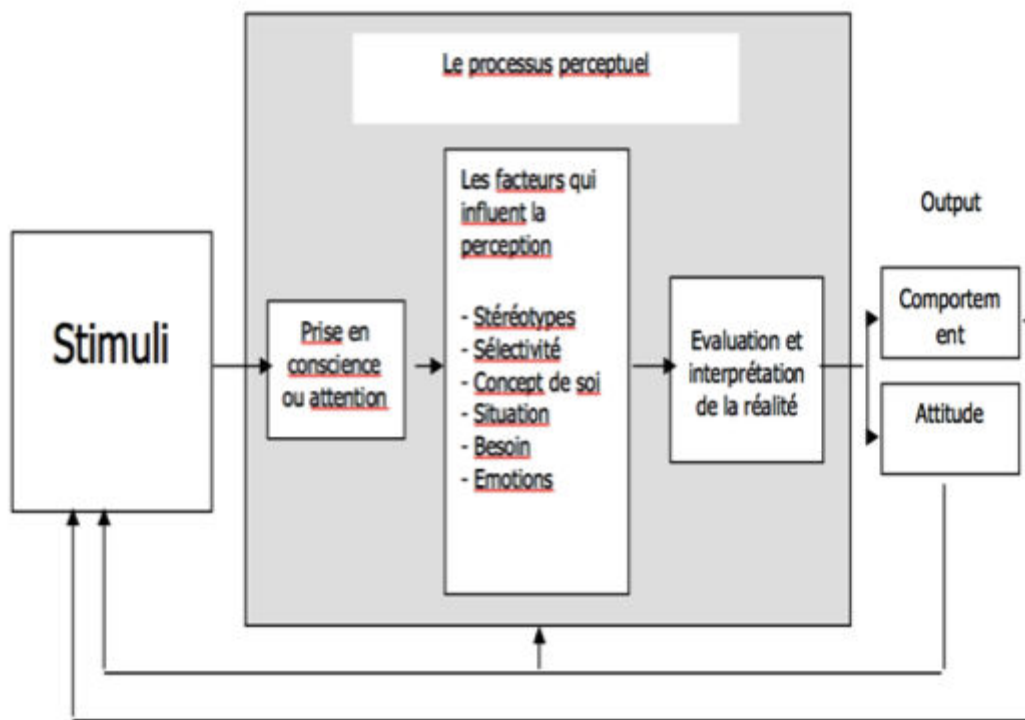 Le processus perceptuel
Stimuli
Prise en
conscience
ou attention
Les facteurs qui
influent la
perception
- Stéréotypes
- Sélectivité
- Concept de soi
- Situation
- Besoin
- Emotions
Evaluation et
interprétation
de la réalité
Output
Comportem
ent
Attitude